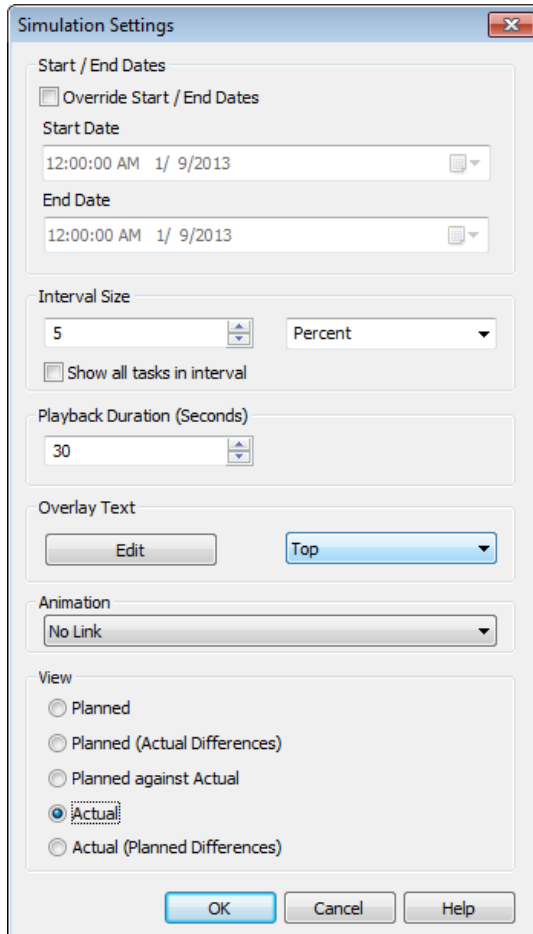 Simulation Settings
Start / End Dates
Override Start / End Dates
Start Date
12:00:00 AM 1/ 9/2013
End Date
12:00:00 AM 1/ 9/2013
Interval Size
5 Percent
Show all tasks in interval
Playback Duration (Seconds)
30
Overlay Text
Edit Top
Animation
No Link
View
Planned
Planned (Actual Differences)
Planned against Actual
Actual
Actual (Planned Differences)
OK Cancel Help